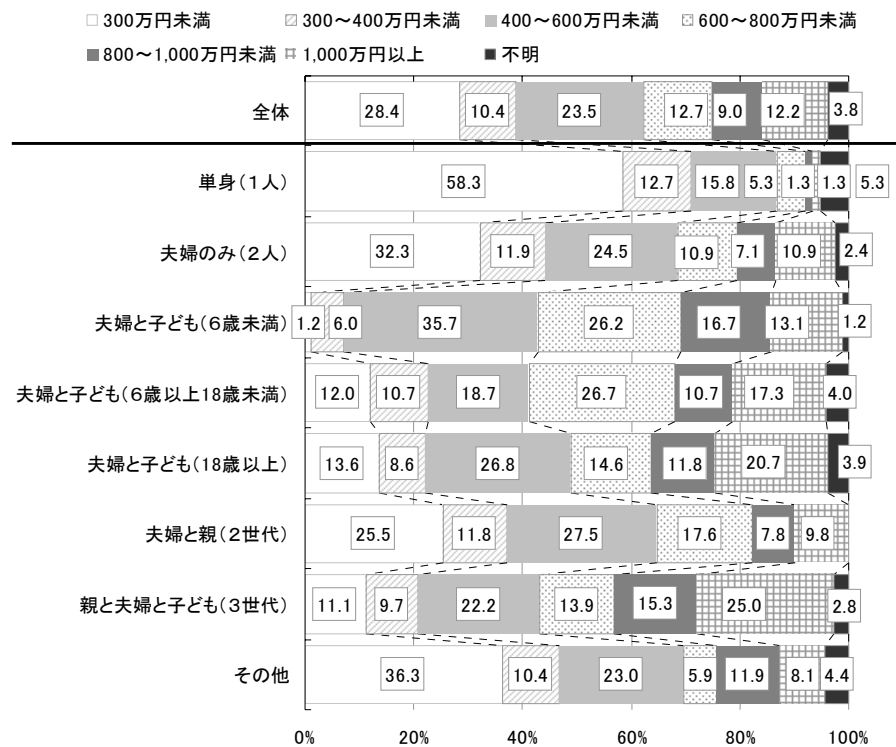 300万円未満 300～400万円未満 400～600万円未満 600～800万円未満
800～1,000万円未満 1,000万円以上 不明
全体 28.4 10.4 23.5 12.7 9.0 12.2 3.8
単身（１人） 58.3 12.7 15.8 5.3 1.3 1.3 5.3
夫婦のみ（２人） 32.3 11.9 24.5 10.9 7.1 10.9 2.4
夫婦と子ども（６歳未満） 1.2 6.0 35.7 26.2 16.7 13.1 1.2
夫婦と子ども（６歳以上18歳未満） 12.0 10.7 18.7 26.7 10.7 17.3 4.0
夫婦と子ども（18歳以上） 13.6 8.6 26.8 14.6 11.8 20.7 3.9
夫婦と親（２世代） 25.5 11.8 27.5 17.6 7.8 9.8
親と夫婦と子ども（３世代） 11.1 9.7 22.2 13.9 15.3 25.0 2.8
その他 36.3 10.4 23.0 5.9 11.9 8.1 4.4
0% 20% 40% 60% 80% 100%